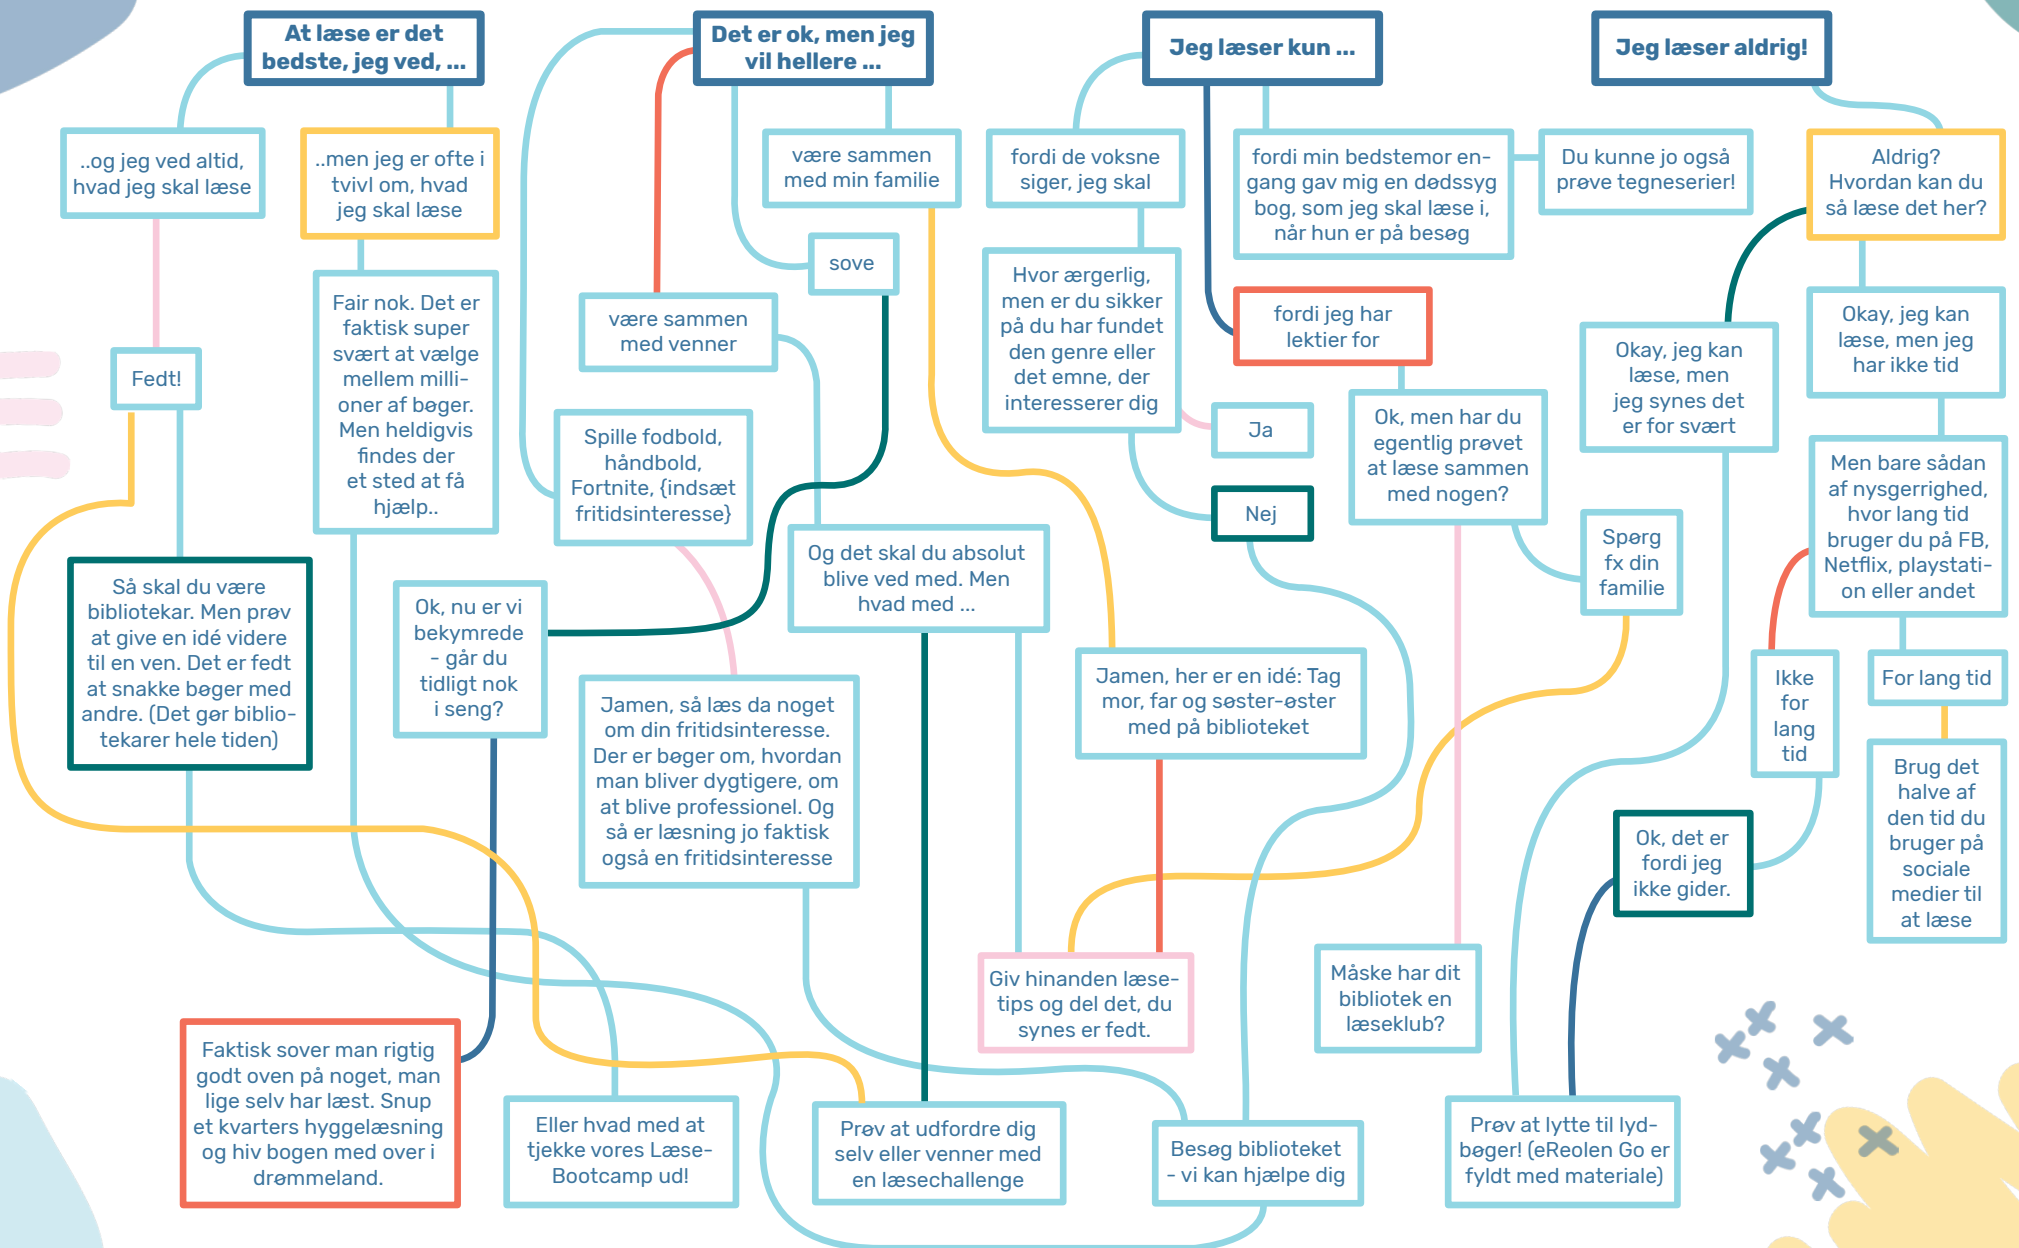 At læse er det
bedste, jeg ved, ...
Det er ok, men jeg
vil hellere ...
Jeg læser kun ...
Jeg læser aldrig!
..og jeg ved altid,
hvad jeg skal læse
..men jeg er ofte i
tvivl om, hvad
jeg skal læse
være sammen
med min familie
fordi de voksne
siger, jeg skal
fordi min bedstemor en-
gang gav mig en dødssyg
bog, som jeg skal læse i,
når hun er på besøg
Du kunne jo også
prøve tegneserier!
Aldrig?
Hvordan kan du
så læse det her?
sove
Hvor ærgerlig,
men er du sikker
på du har fundet
den genre eller
det emne, der
interesserer dig
Fair nok. Det er
faktisk super
svært at vælge
mellem milli-
oner af bøger.
Men heldigvis
findes der
et sted at få
hjælp..
være sammen
med venner
fordi jeg har
lektier for
Okay, jeg kan
læse, men jeg
har ikke tid
Okay, jeg kan
læse, men
jeg synes det
er for svært
Fedt!
Ja
Nej
Ok, men har du
egentlig prøvet
at læse sammen
med nogen?
Spille fodbold,
håndbold,
Fortnite, {indsæt
fritidsinteresse}
Men bare sådan
af nysgerrighed,
hvor lang tid
bruger du på FB,
Netflix, playstati-
on eller andet
Spørg
fx din
familie
Og det skal du absolut
blive ved med. Men
hvad med ...
Så skal du være
bibliotekar. Men prøv
at give en idé videre
til en ven. Det er fedt
at snakke bøger med
andre. (Det gør biblio-
tekarer hele tiden)
Ok, nu er vi
bekymrede
- går du
tidligt nok
i seng?
Jamen, så læs da noget
om din fritidsinteresse.
Der er bøger om, hvordan
man bliver dygtigere, om
at blive professionel. Og
så er læsning jo faktisk
også en fritidsinteresse
Jamen, her er en idé: Tag
mor, far og søster-øster
med på biblioteket
Ikke
for
lang
tid
For lang tid
Brug det
halve af
den tid du
bruger på
sociale
medier til
at læse
Ok, det er
fordi jeg
ikke gider.
Giv hinanden læse-
tips og del det, du
synes er fedt.
Måske har dit
bibliotek en
læseklub?
Faktisk sover man rigtig
godt oven på noget, man
lige selv har læst. Snup
et kvarters hyggelæsning
og hiv bogen med over i
drømmeland.
Eller hvad med at
tjekke vores Læse-
Bootcamp ud!
Prøv at udfordre dig
selv eller venner med
en læsechallenge
Besøg biblioteket
- vi kan hjælpe dig
Prøv at lytte til lyd-
bøger! (eReolen Go er
fyldt med materiale)